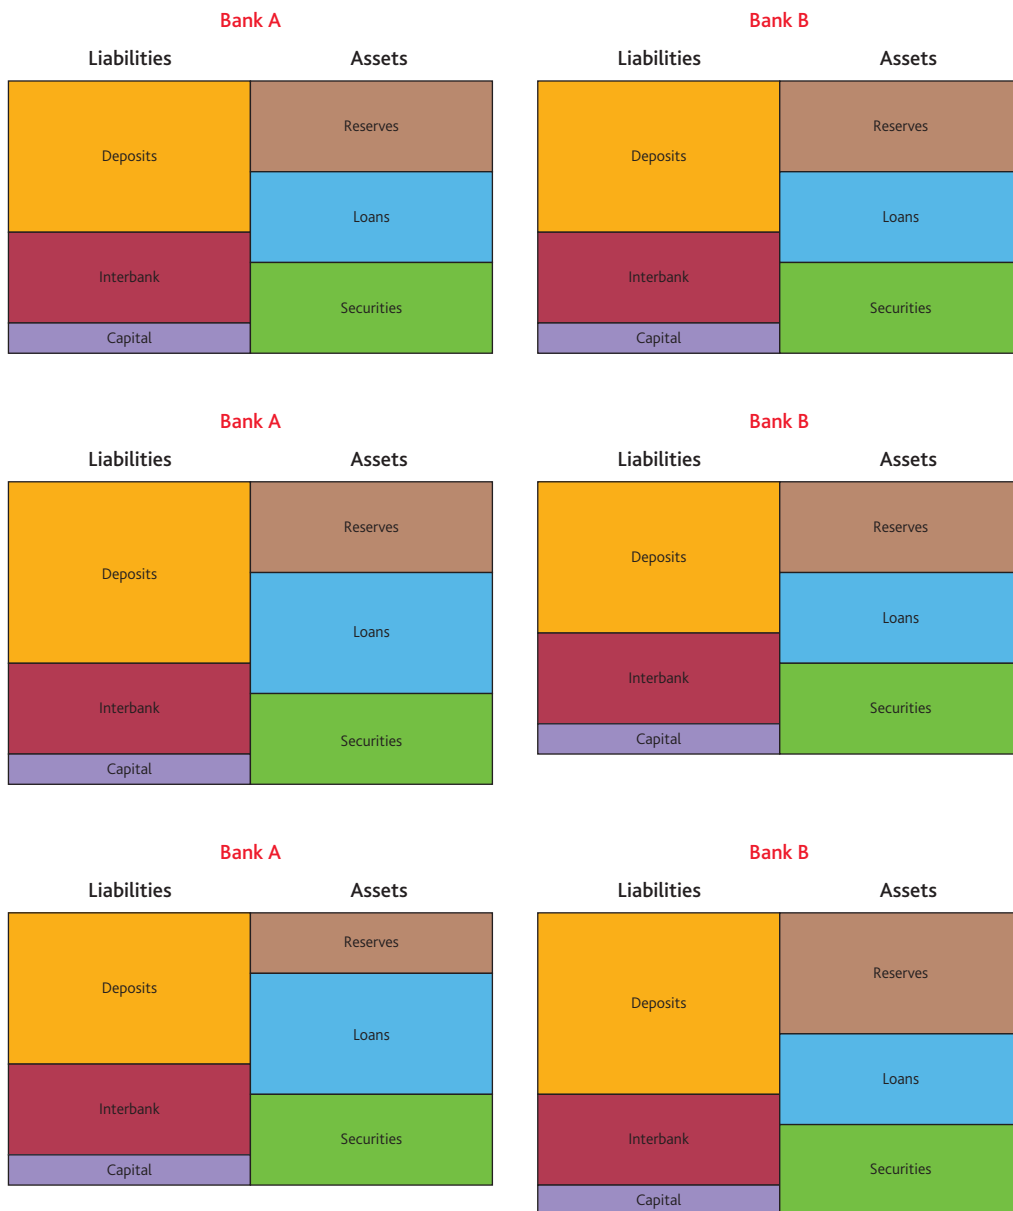 Bank A
Bank B
Liabilities Assets
Liabilities Assets
Deposits
Reserves
Loans
Interbank
Securities
Capital
Deposits
Reserves
Loans
Interbank
Securities
Capital
Bank A
Bank B
Liabilities Assets
Liabilities Assets
Deposits
Reserves
Loans
Interbank
Securities
Capital
Deposits
Reserves
Loans
Interbank
Securities
Capital
Bank A
Bank B
Liabilities Assets
Liabilities Assets
Deposits
Reserves
Loans
Interbank
Securities
Capital
Deposits
Reserves
Loans
Interbank
Securities
Capital